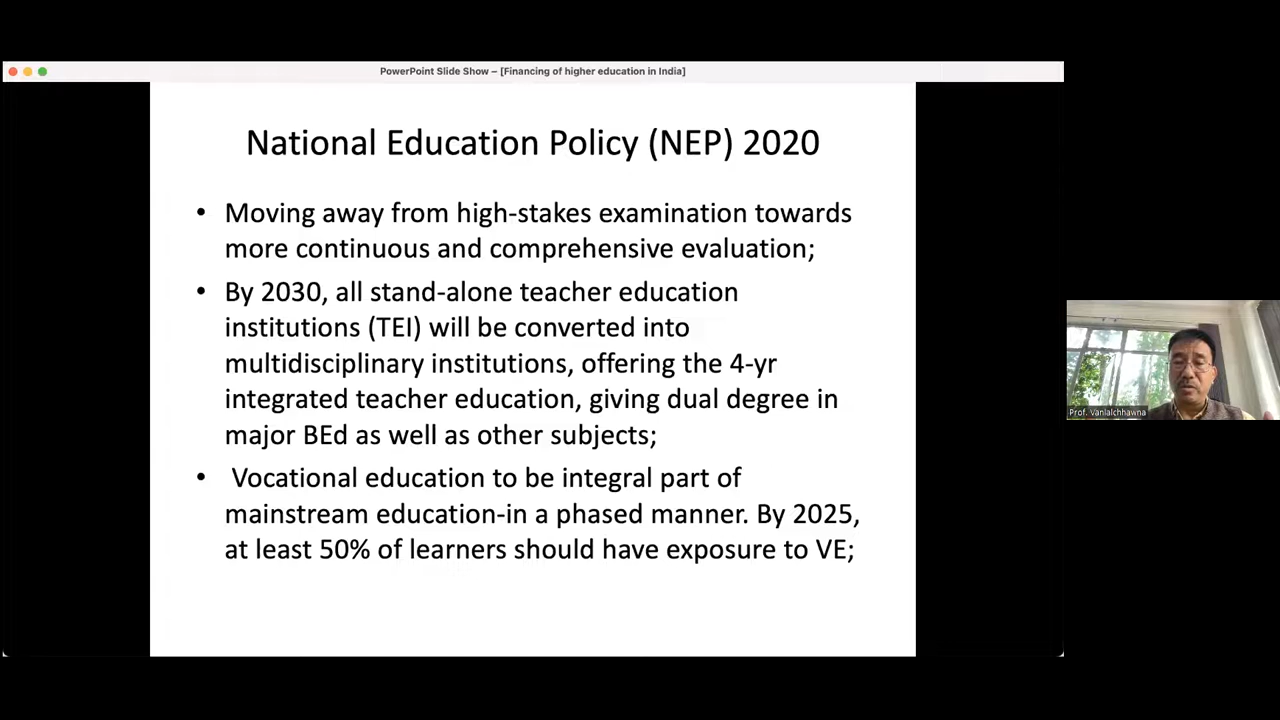 PowerPoint Slide Show – [Financing of higher education in India]
National Education Policy (NEP) 2020
• Moving away from high-stakes examination towards
more continuous and comprehensive evaluation;
• By 2030, all stand-alone teacher education
institutions (TEI) will be converted into
multidisciplinary institutions, offering the 4-yr
integrated teacher education, giving dual degree in
major BEd as well as other subjects;
• Vocational education to be integral part of
mainstream education-in a phased manner. By 2025,
at least 50% of learners should have exposure to VE;
Prof. Vanlalchhawna